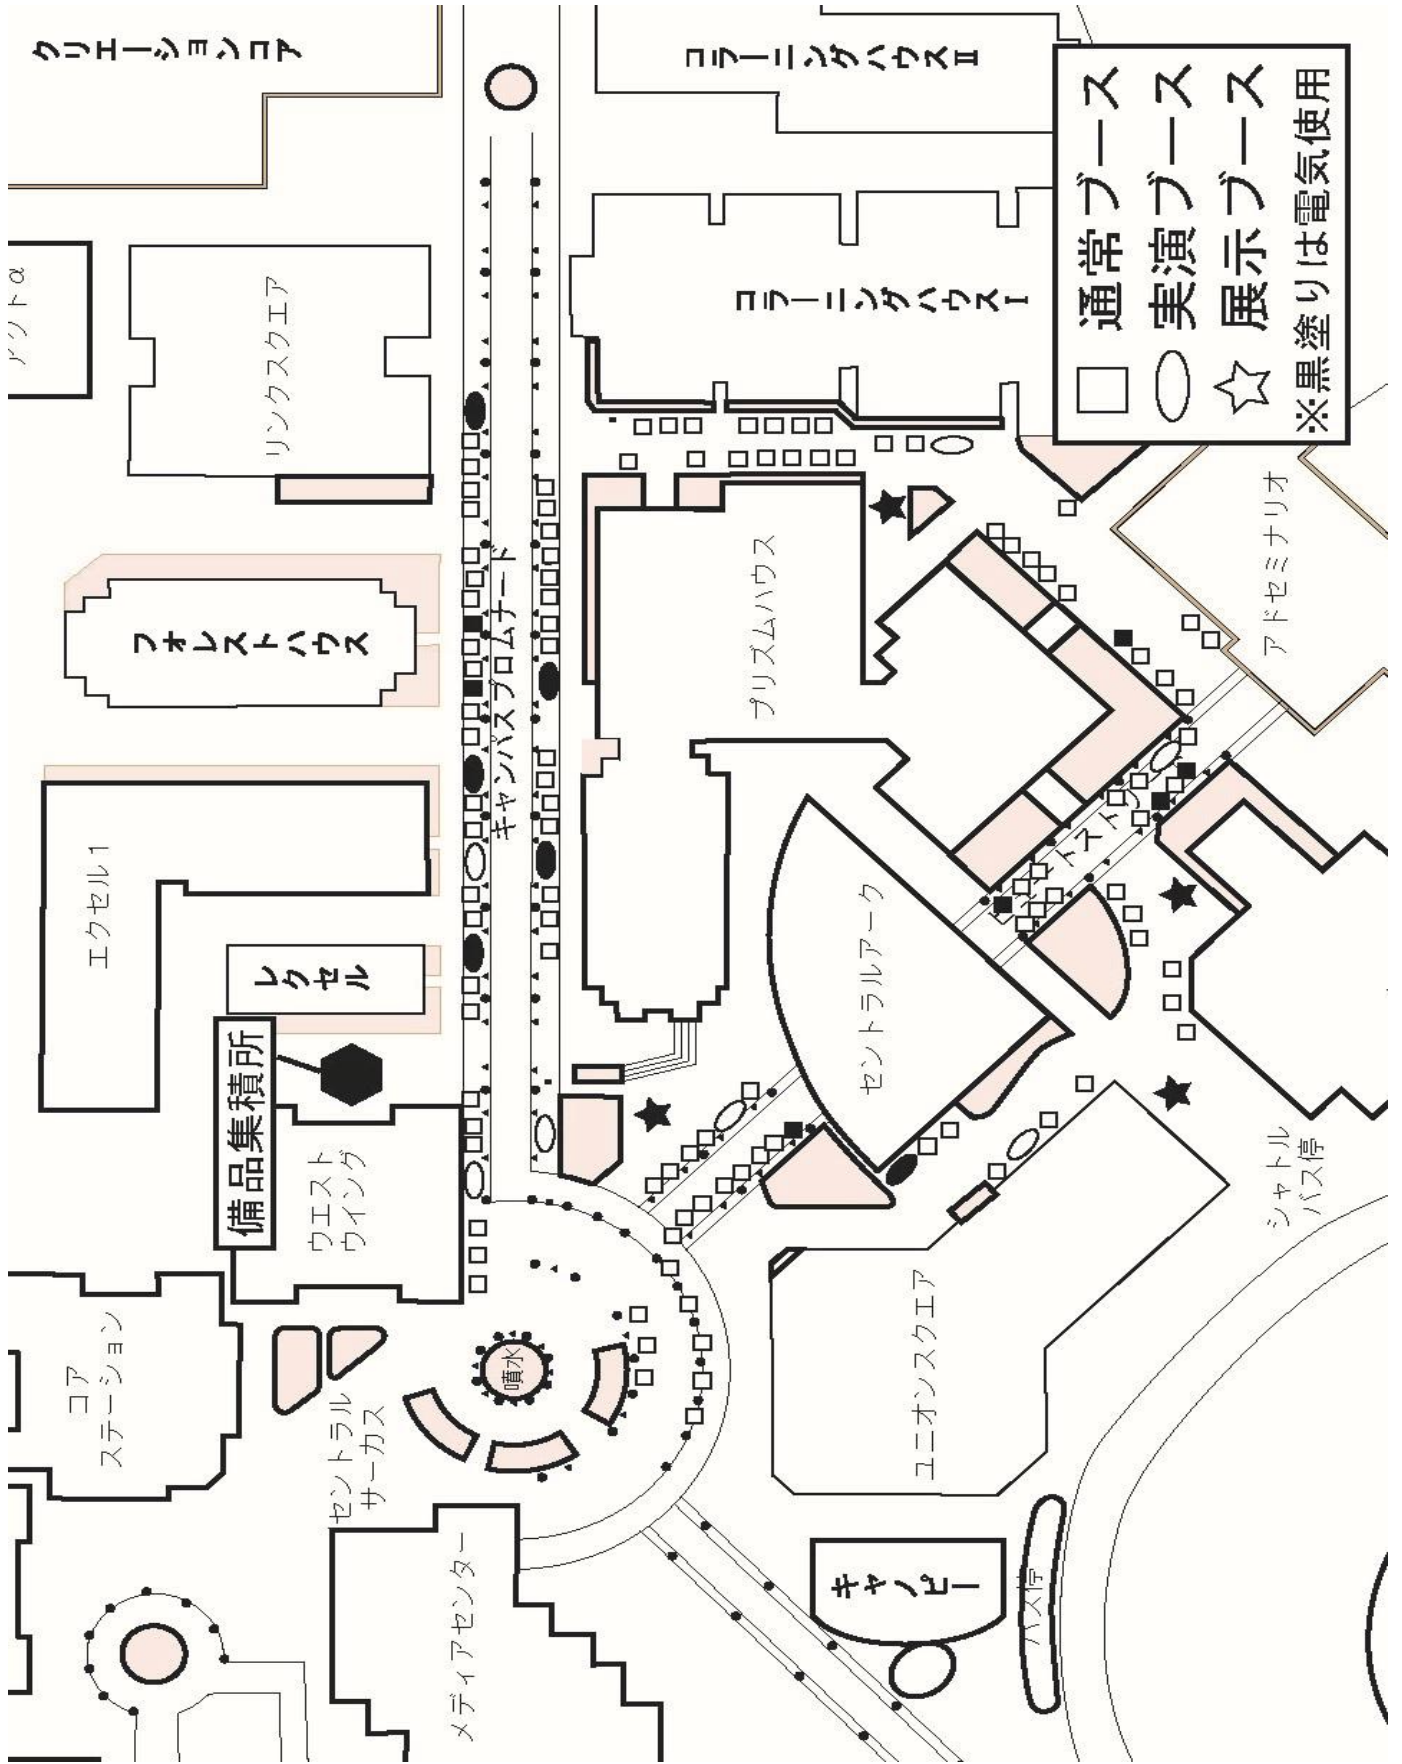 クリエーションコア
コラーニングハウスⅡ
□ 通常ブース
実演ブース
☆ 展示ブース
※黒塗りは電気使用
アクトα
リンクスクエア
コラーニングハウスⅠ
フォレストハウス
キャンパスプロムナード
プリズムハウス
アドセミナリオ
エクセル1
レクセル
セントラルアーク
備品集積所
ウエスト
ウイング
シャトル
バス停
コア
ステーション
セントラル
サーカス
噴水
ユニオンスクエア
メディアセンター
キャノピー
バス停